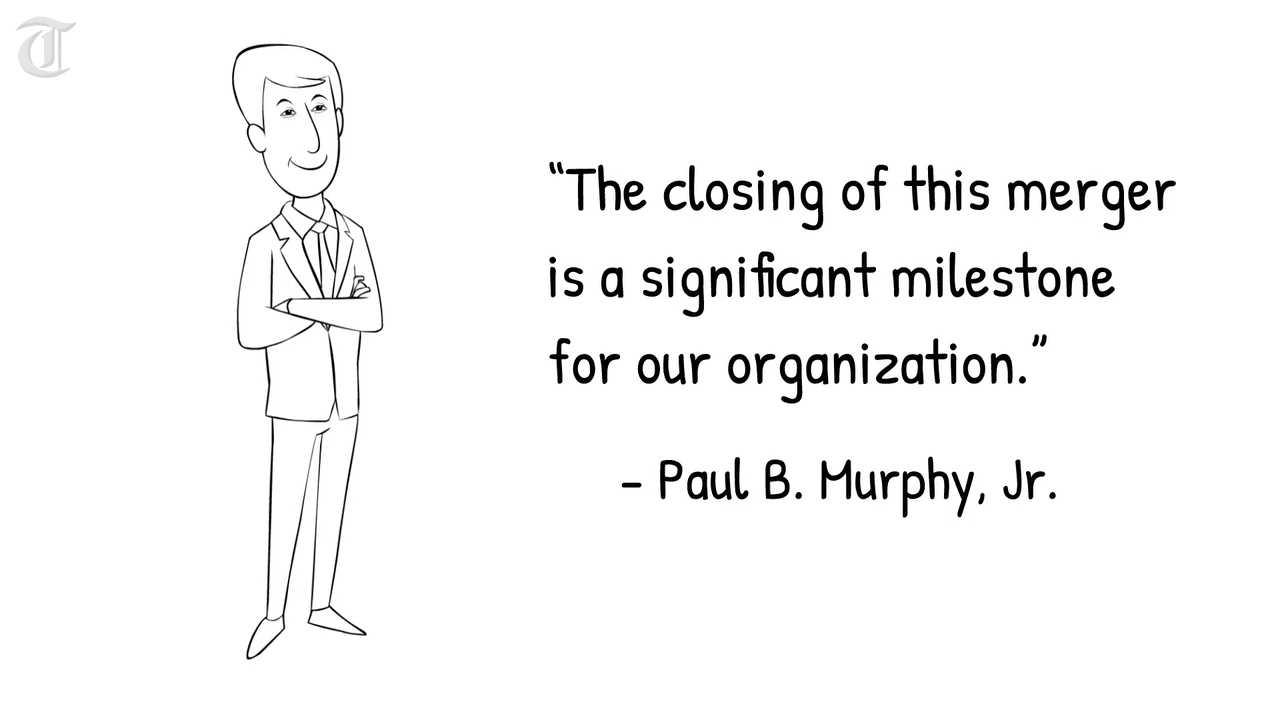 T
“The closing of this merger
is a significant milestone
for our organization.”
- Paul B. Murphy, Jr.